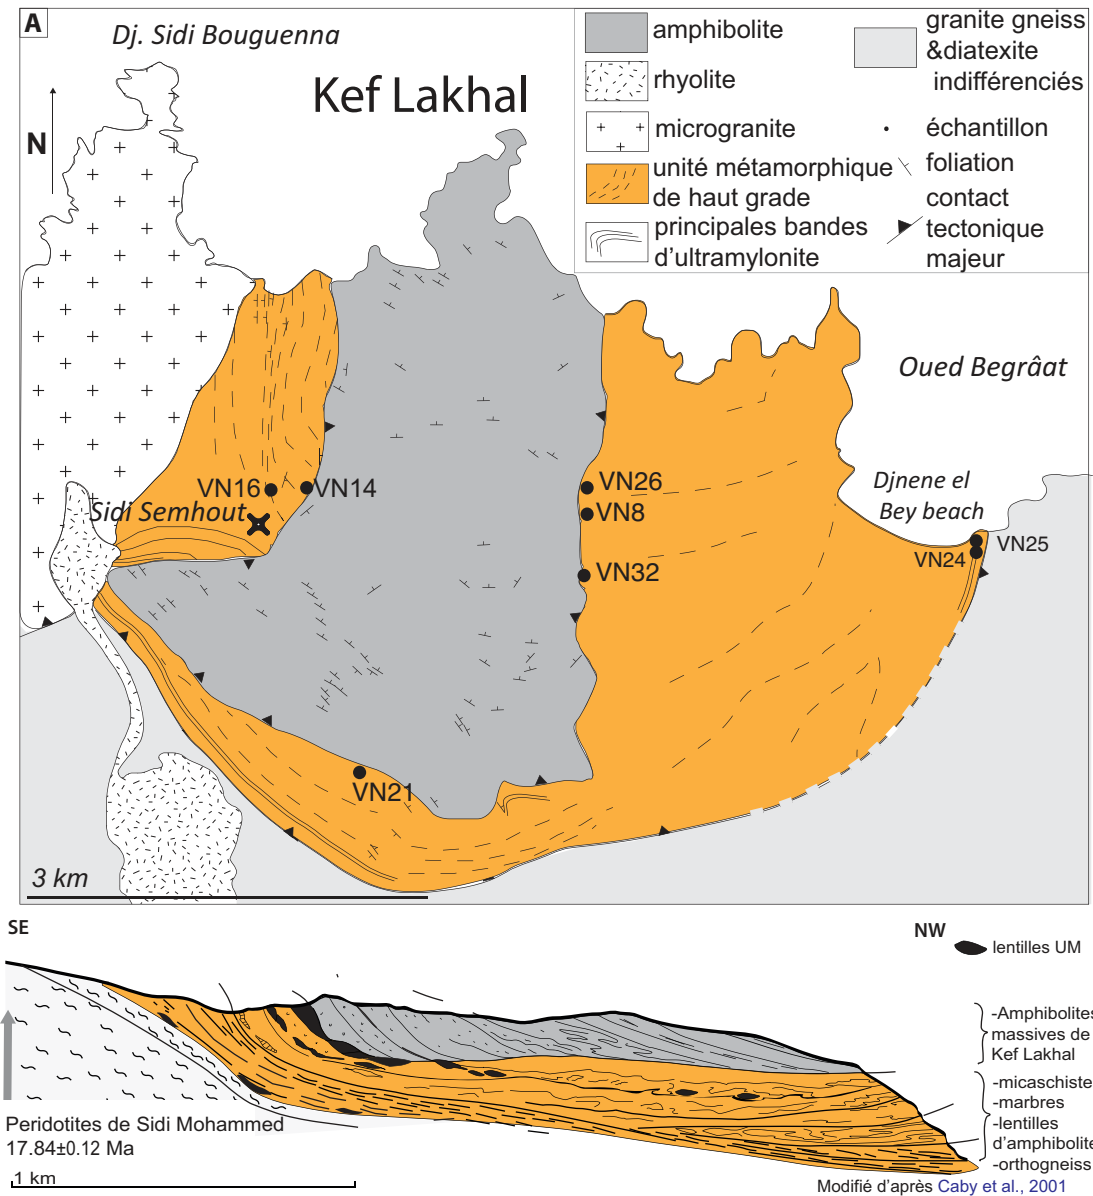 A
Dj. Sidi Bouguenna
Kef Lakhal
N
amphibolite
rhyolite
microgranite
unité métamorphique
de haut grade
principales bandes
d'ultramylonite
granite gneiss
&diatexite
indifférenciés
échantillon
foliation
contact
tectonique
majeur
Oued Begrâat
Djnene el
Bey beach
VN16
VN14
Sidi Semhout
VN26
VN8
VN32
VN25
VN24
VN21
3 km
SE
NW
lentilles UM
-Amphibolites
massives de
Kef Lakhal
-micaschiste
-marbres
-lentilles
d'amphibolite
-orthogneiss
Peridotites de Sidi Mohammed
17.84±0.12 Ma
1 km
Modifié d'après Caby et al., 2001